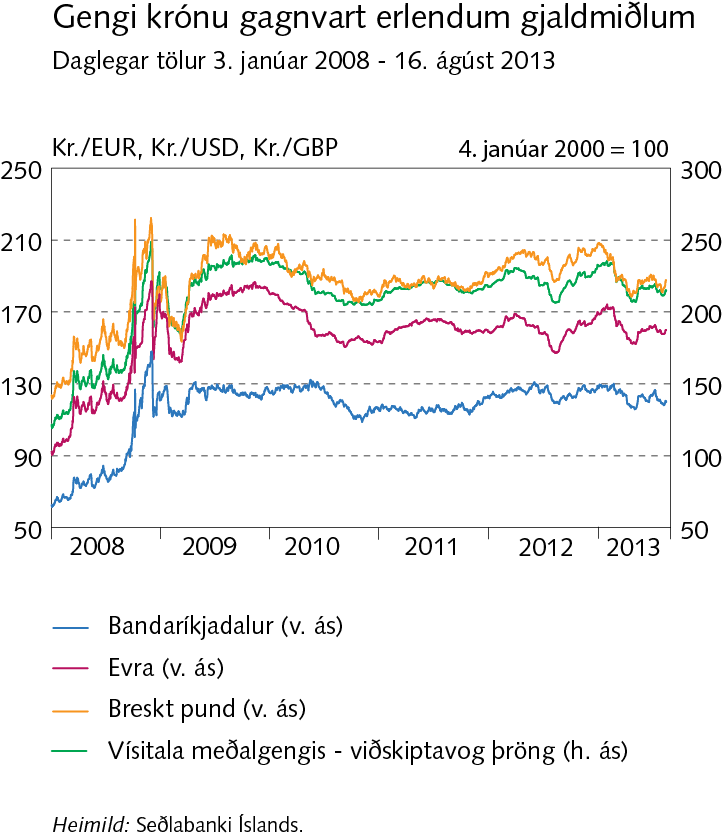 Gengi krónu gagnvart erlendum gjaldmiðlum
Daglegar tölur 3. janúar 2008 - 16. ágúst 2013
Kr./EUR, Kr./USD, Kr./GBP 4. janúar 2000 = 100
250 300
210 250
170 200
130 150
90 100
50 50
2008 2009 2010 2011 2012 2013
Bandaríkjadalur (v. ás)
Evra (v. ás)
Breskt pund (v. ás)
Vísitala meðalgengis - viðskiptavog þröng (h. ás)
Heimild: Seðlabanki Íslands.